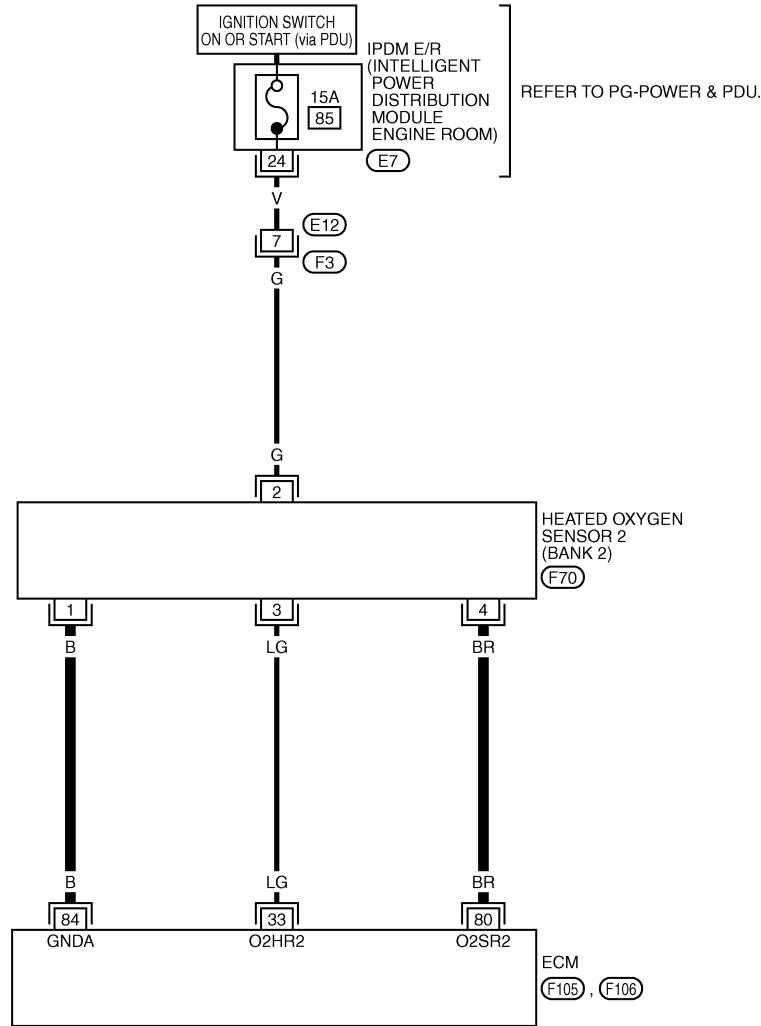 IGNITION SWITCH
ON OR START (via PDU)
IPDM E/R
(INTELLIGENT
POWER
DISTRIBUTION
MODULE
ENGINE ROOM)
REFER TO PG-POWER & PDU.
15A
85
24
E7
V
7
E12
F3
G
G
2
HEATED OXYGEN
SENSOR 2
(BANK 2)
F70
1
3
4
B
LG
BR
B
LG
BR
84
33
80
GNDA
O2HR2
O2SR2
ECM
F105 , F106